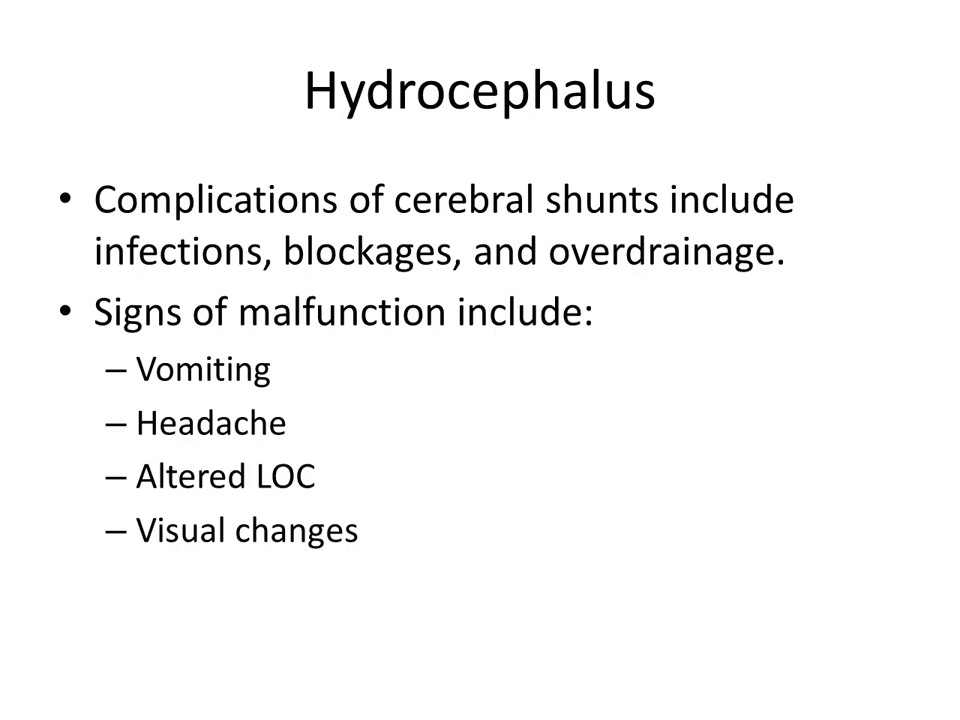 Hydrocephalus
• Complications of cerebral shunts include
infections, blockages, and overdrainage.
• Signs of malfunction include:
– Vomiting
– Headache
– Altered LOC
– Visual changes